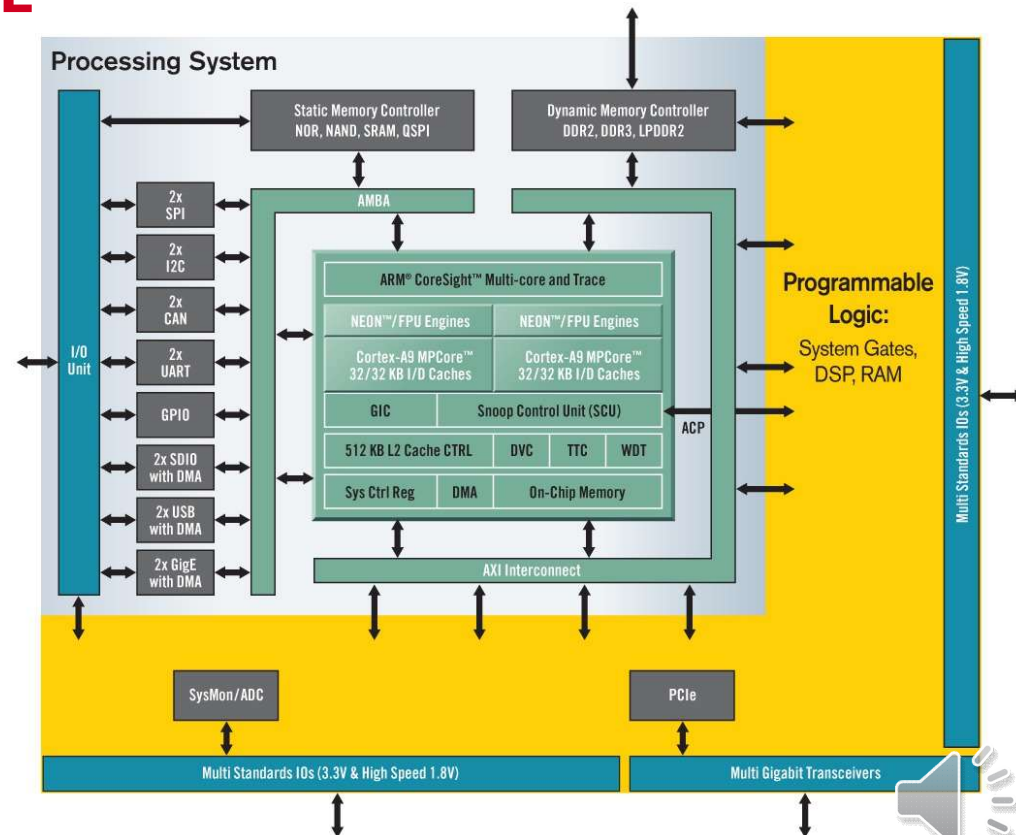 E
Processing System
Static Memory Controller
NOR, NAND, SRAM, QSPI
Dynamic Memory Controller
DDR2, DDR3, LPDDR2
AMBA
2x
SPI
2x
I2C
2x
CAN
2x
UART
GPIO
2x SDIO
with DMA
2x USB
with DMA
2x GigE
with DMA
I/O
Unit
ARM® CoreSight™ Multi-core and Trace
NEON™/FPU Engines
NEON™/FPU Engines
Cortex-A9 MPCore™
32/32 KB I/D Caches
Cortex-A9 MPCore™
32/32 KB I/D Caches
GIC
Snoop Control Unit (SCU)
ACP
512 KB L2 Cache CTRL
DVC
TTC
WDT
Sys Ctrl Reg
DMA
On-Chip Memory
AXI Interconnect
Programmable
Logic:
System Gates,
DSP, RAM
Multi Standards IOs (3.3V & High Speed 1.8V)
SysMon/ADC
PCIe
Multi Standards IOs (3.3V & High Speed 1.8V)
Multi Gigabit Transceivers